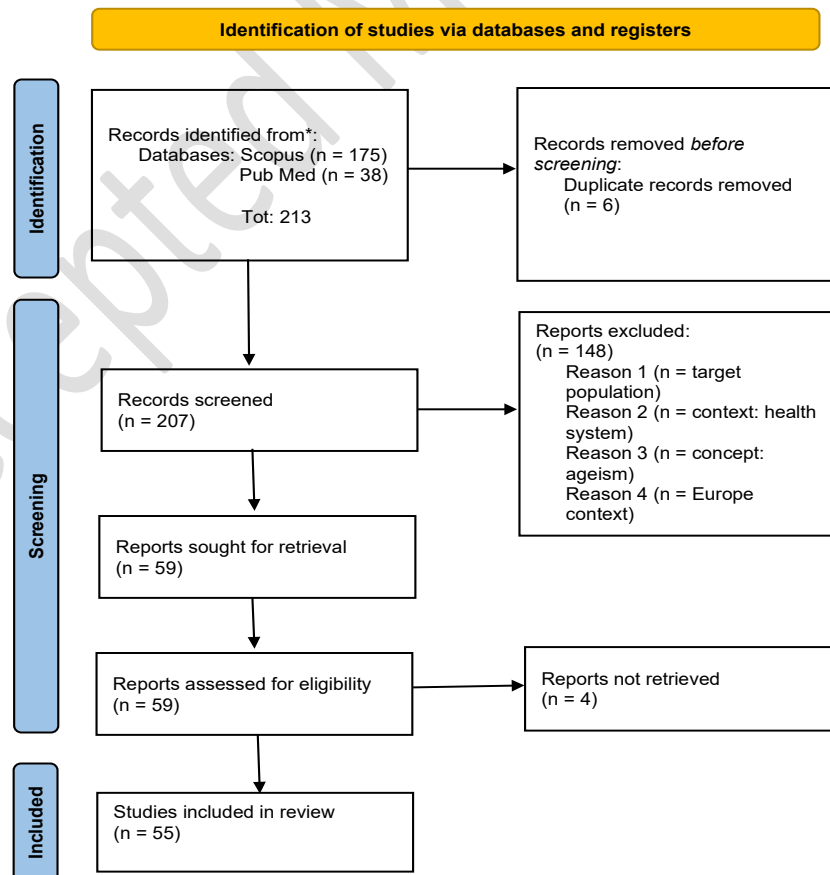 Identification of studies via databases and registers
Identification
Records identified from*:
Databases: Scopus (n = 175)
Pub Med (n = 38)
Tot: 213
Records removed before
screening:
Duplicate records removed
(n = 6)
Screening
Records screened
(n = 207)
Reports excluded:
(n = 148)
Reason 1 (n = target
population)
Reason 2 (n = context: health
system)
Reason 3 (n = concept:
ageism)
Reason 4 (n = Europe
context)
Reports sought for retrieval
(n = 59)
Reports assessed for eligibility
(n = 59)
Reports not retrieved
(n = 4)
Included
Studies included in review
(n = 55)